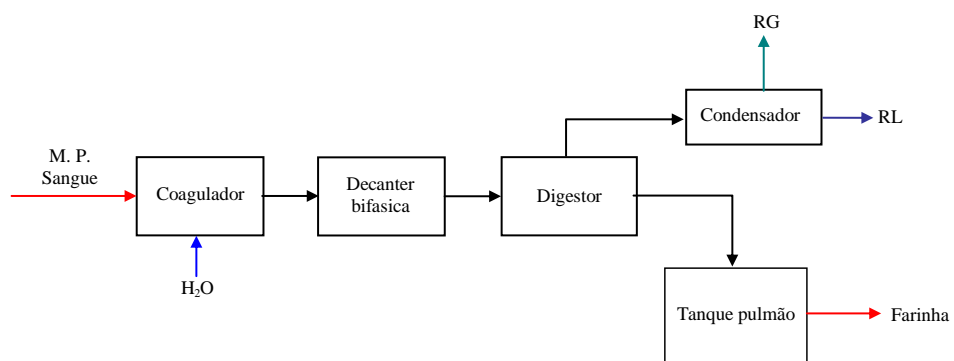 RG
Condensador
RL
M. P.
Sangue
Coagulador
Decanter
bifasica
Digestor
H₂O
Tanque pulmão
Farinha